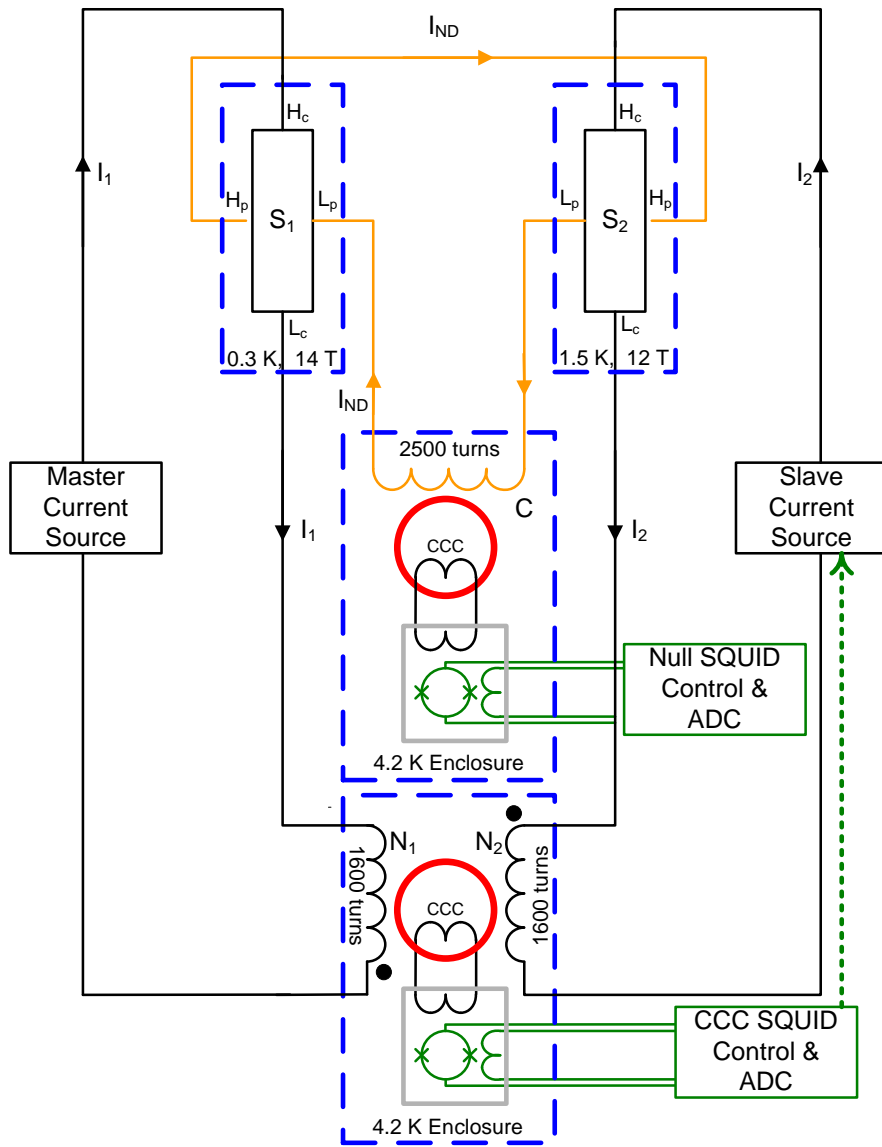 I_ND
H_c
H_c
I_1
I_2
H_p
L_p
S_1
L_p
H_p
S_2
L_c
L_c
0.3 K, 14 T
1.5 K, 12 T
I_ND
2500 turns
C
Master
Current
Source
Slave
Current
Source
I_1
I_2
CCC
Null SQUID
Control &
ADC
4.2 K Enclosure
N_1
N_2
1600 turns
1600 turns
CCC
CCC SQUID
Control &
ADC
4.2 K Enclosure